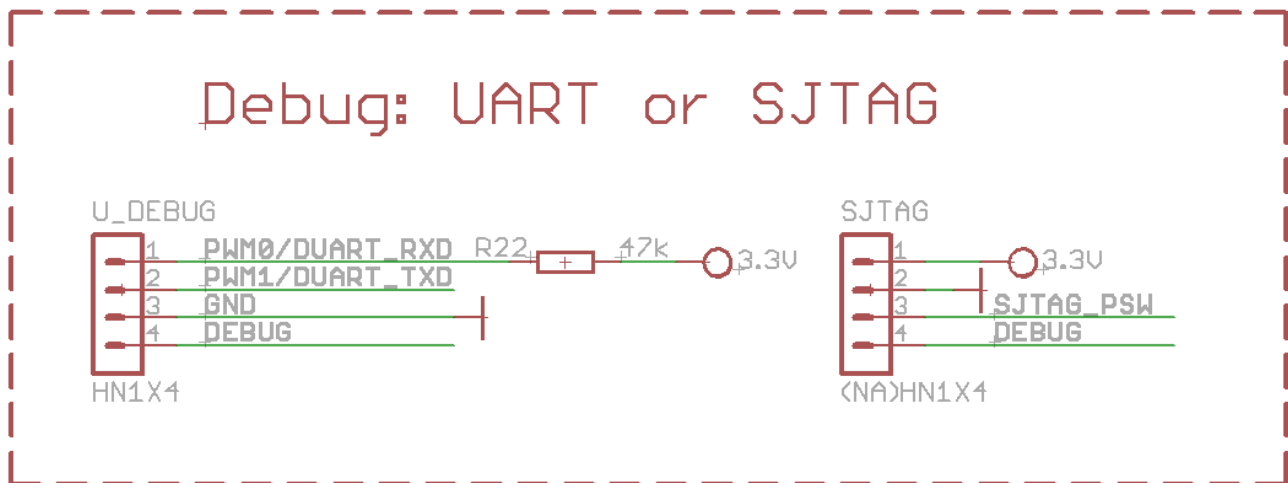 Debug: UART or SJTAG
U_DEBUG
1 PWM0/DUART_RXD R22 47k 3.3V
2 PWM1/DUART_TXD
3 GND
4 DEBUG
HN1X4
SJTAG
1 3.3V
2
3 SJTAG_PSW
4 DEBUG
(NA)HN1X4